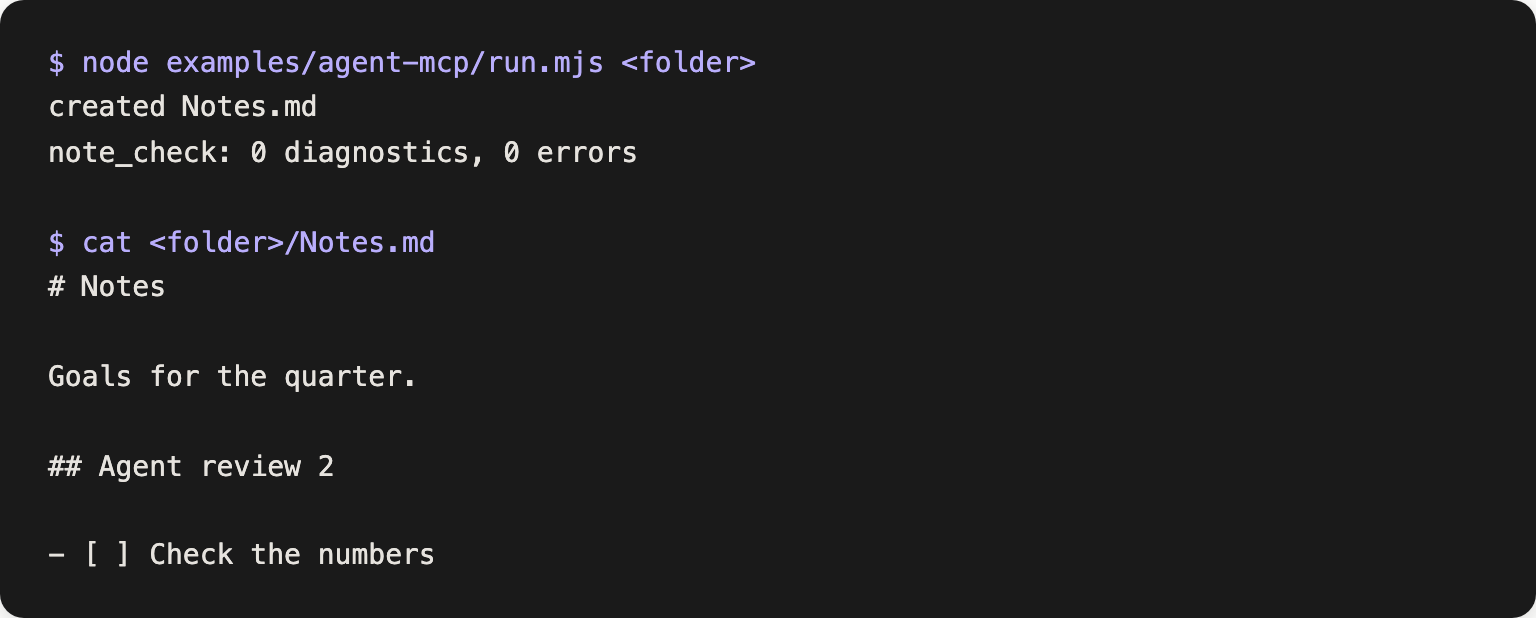 $ node examples/agent-mcp/run.mjs <folder>
created Notes.md
note_check: 0 diagnostics, 0 errors
$ cat <folder>/Notes.md
# Notes
Goals for the quarter.
## Agent review 2
- [ ] Check the numbers